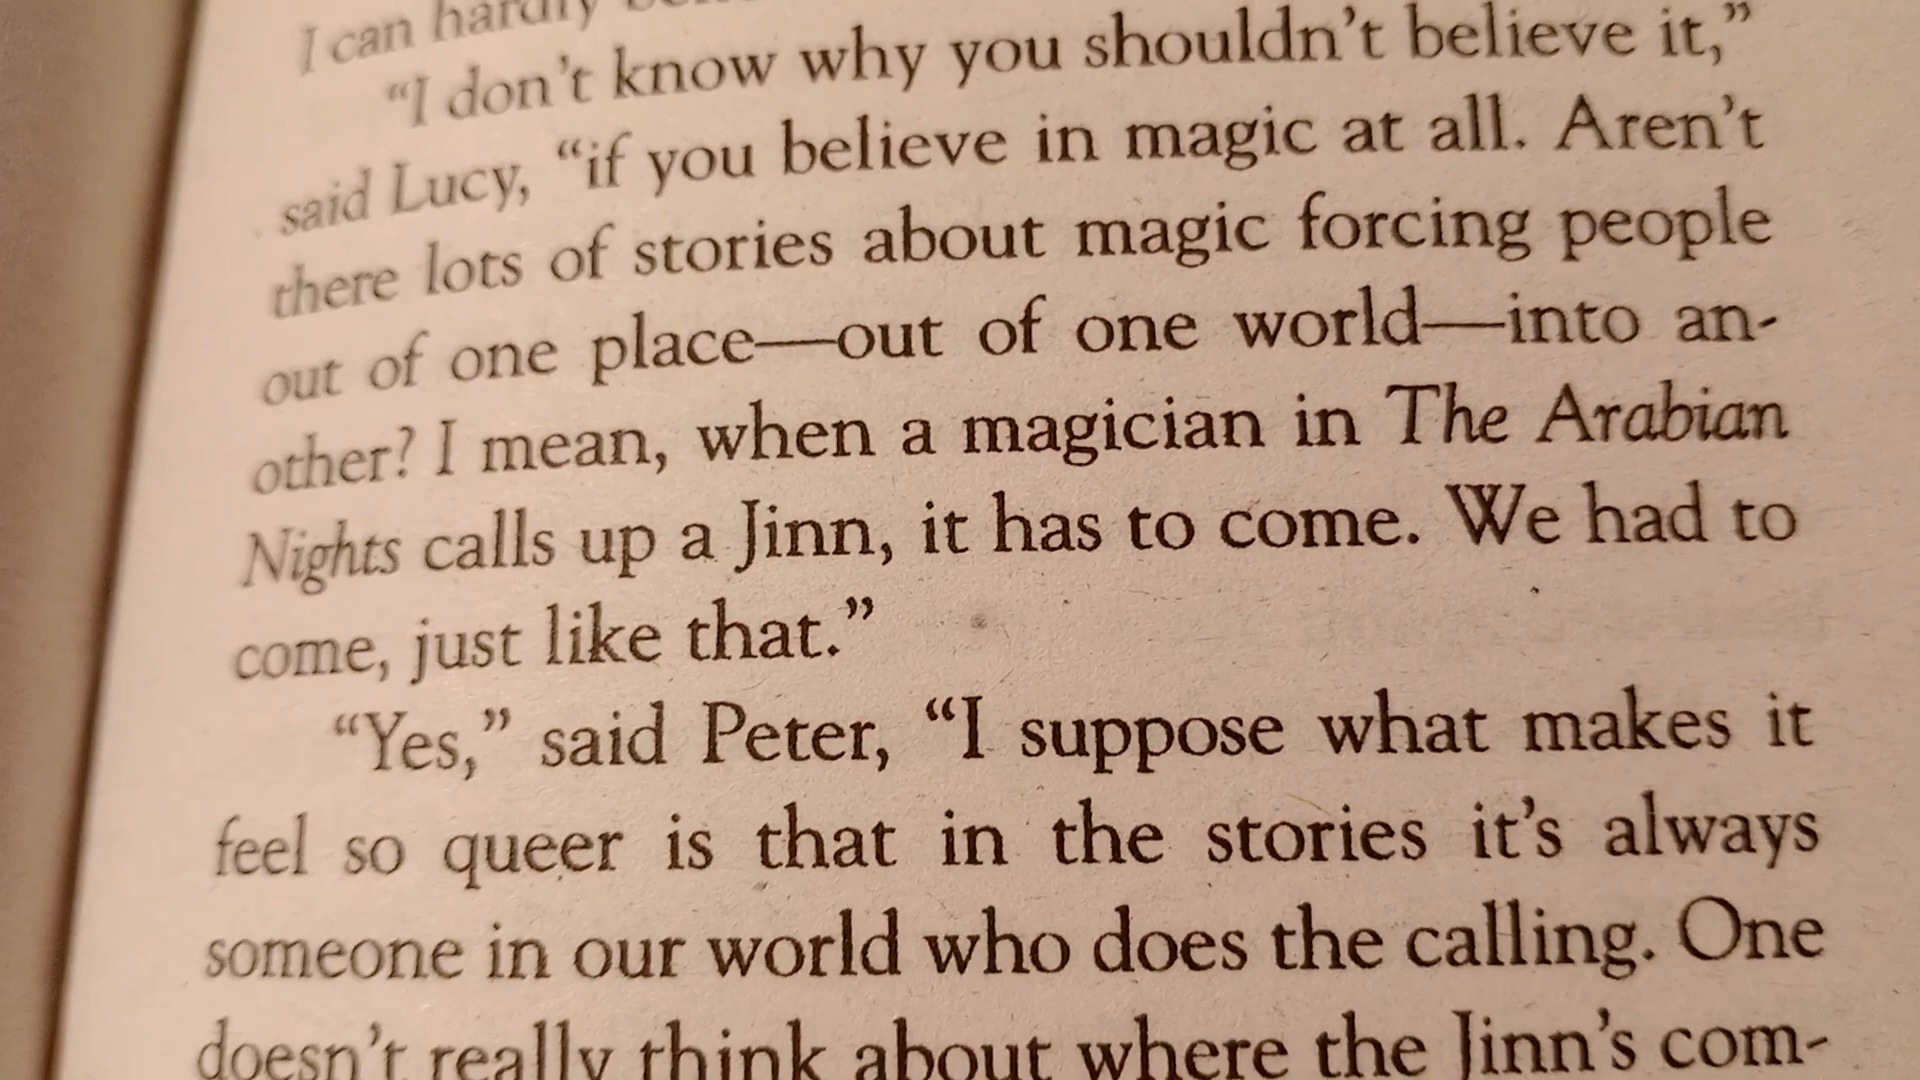 I can hardly
“I don’t know why you shouldn’t believe it,”
said Lucy, “if you believe in magic at all. Aren’t
there lots of stories about magic forcing people
out of one place—out of one world—into an-
other? I mean, when a magician in The Arabian
Nights calls up a Jinn, it has to come. We had to
come, just like that.”
“Yes,” said Peter, “I suppose what makes it
feel so queer is that in the stories it’s always
someone in our world who does the calling. One
doesn’t really think about where the Jinn’s com-